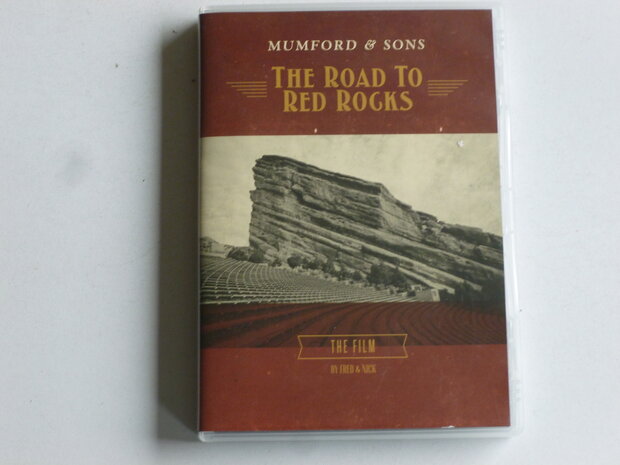 MUMFORD & SONS
THE ROAD TO
RED ROCKS
THE FILM
BY FRED & NICK